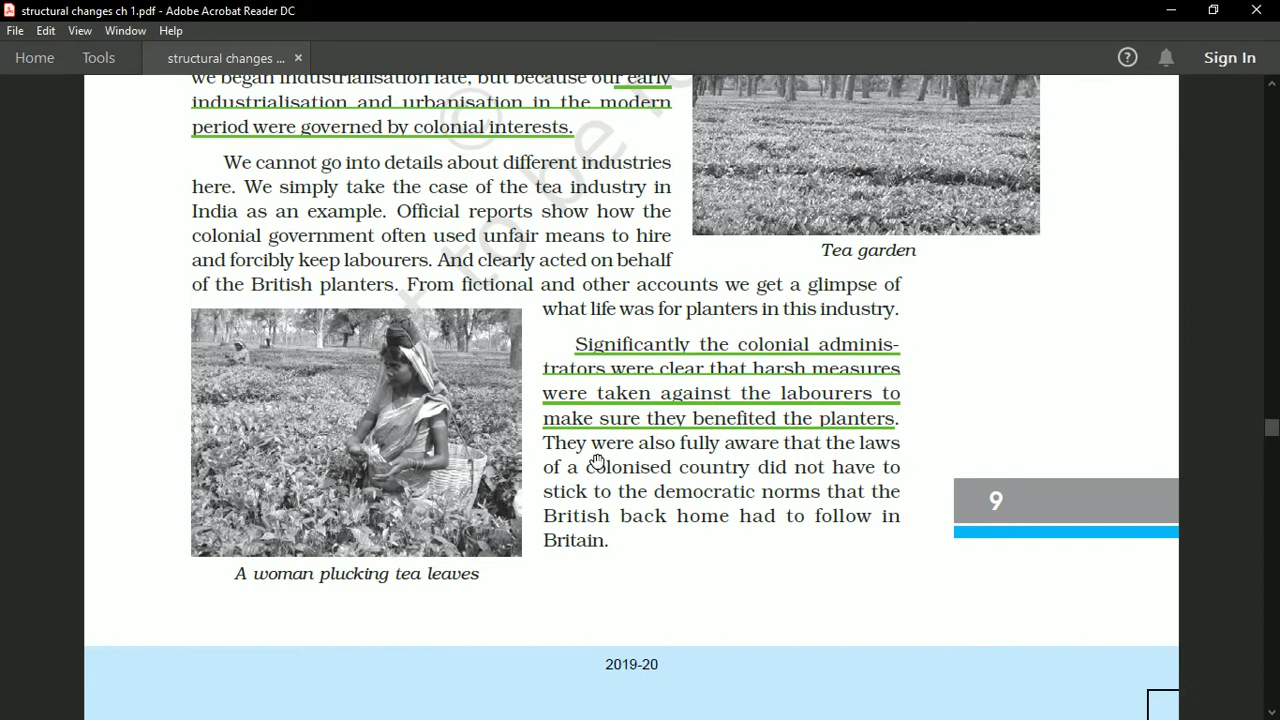 structural changes ch 1.pdf - Adobe Acrobat Reader DC
File Edit View Window Help
Home Tools structural changes ... × Sign In
we began industrialisation late, but because our early
industrialisation and urbanisation in the modern
period were governed by colonial interests.
We cannot go into details about different industries
here. We simply take the case of the tea industry in
India as an example. Official reports show how the
colonial government often used unfair means to hire
and forcibly keep labourers. And clearly acted on behalf
of the British planters. From fictional and other accounts we get a glimpse of
what life was for planters in this industry.
Tea garden
Significantly the colonial adminis-
trators were clear that harsh measures
were taken against the labourers to
make sure they benefited the planters.
They were also fully aware that the laws
of a colonised country did not have to
stick to the democratic norms that the
British back home had to follow in
Britain.
A woman plucking tea leaves
9
2019-20
© to be